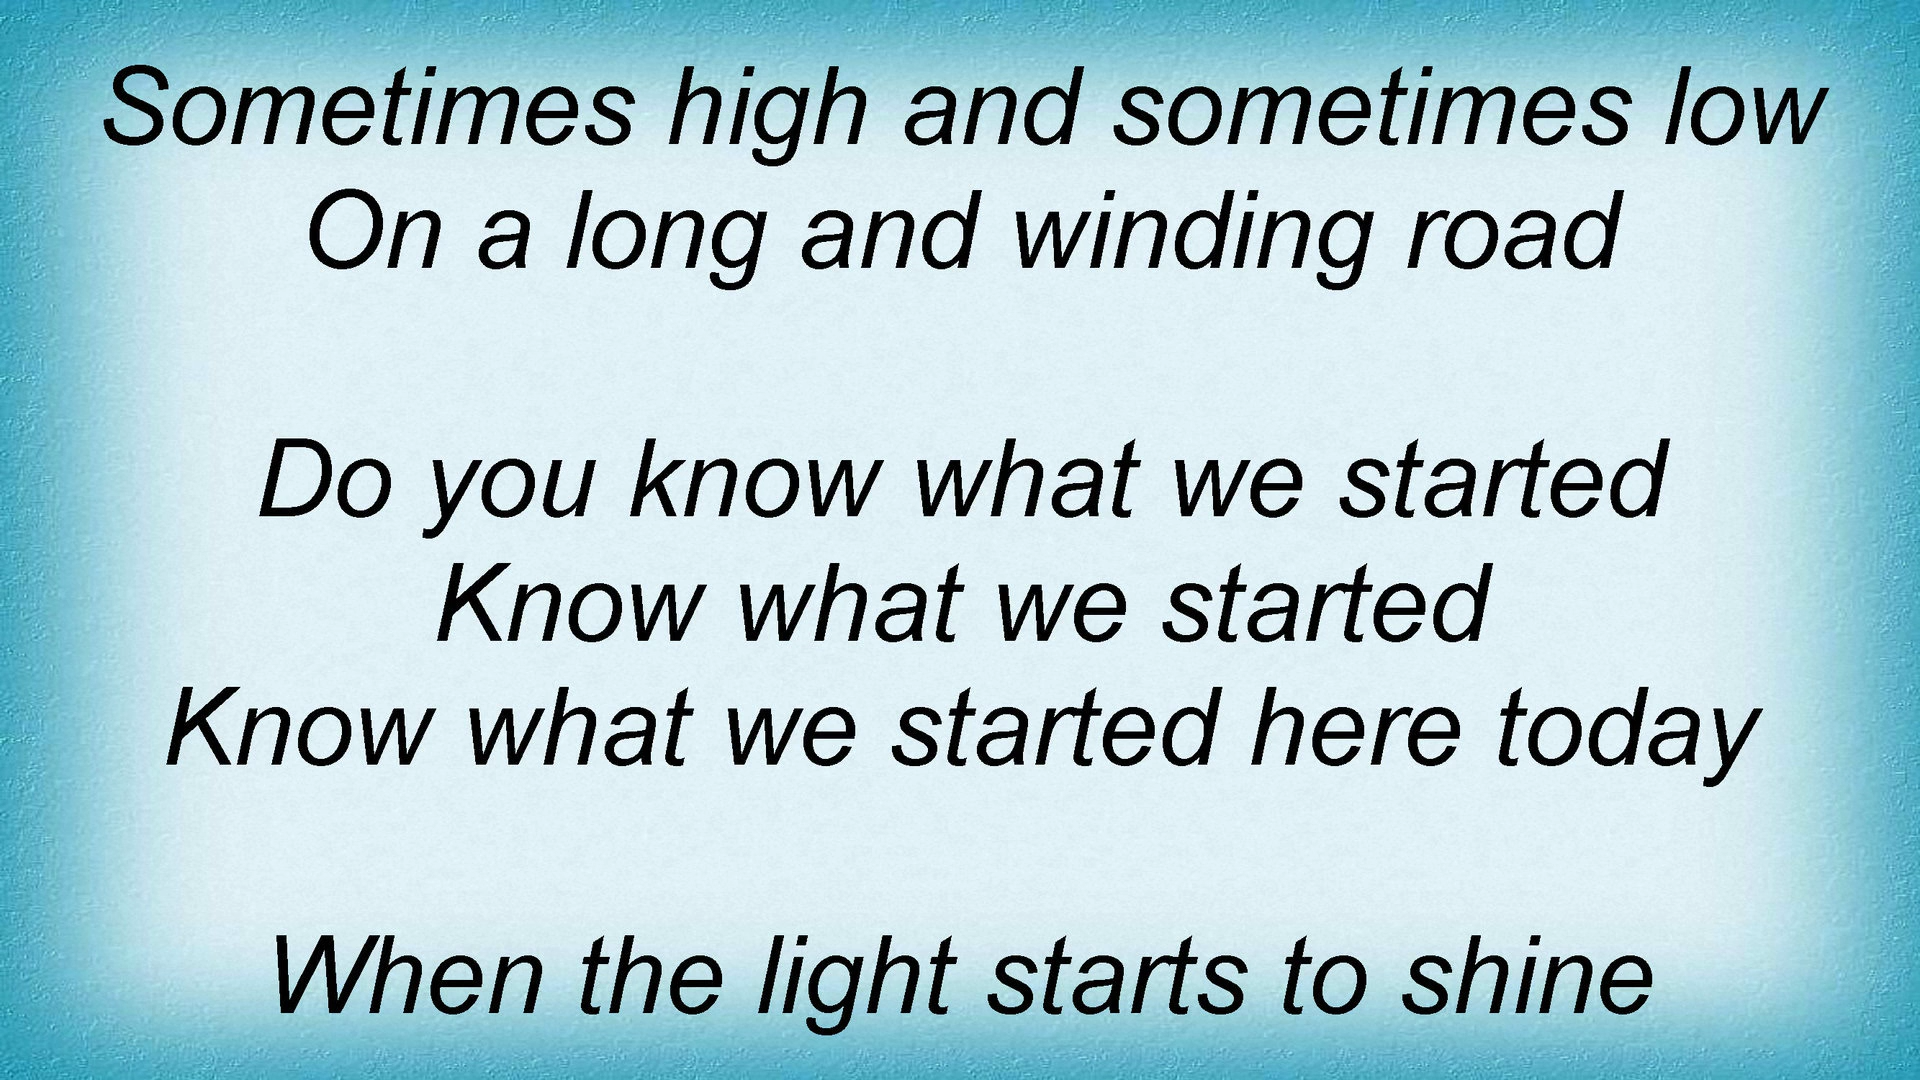 Sometimes high and sometimes low
On a long and winding road
Do you know what we started
Know what we started
Know what we started here today
When the light starts to shine